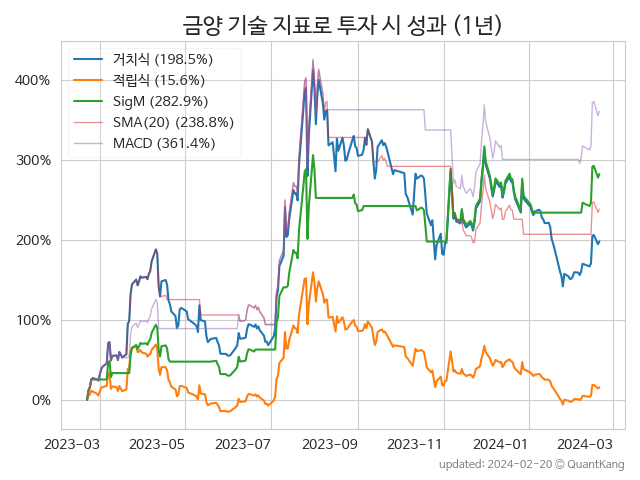 금양 기술 지표로 투자 시 성과 (1년)
거치식 (198.5%)
적립식 (15.6%)
SigM (282.9%)
SMA(20) (238.8%)
MACD (361.4%)
400%
300%
200%
100%
0%
2023-03 2023-05 2023-07 2023-09 2023-11 2024-01 2024-03
updated: 2024-02-20 © QuantKang